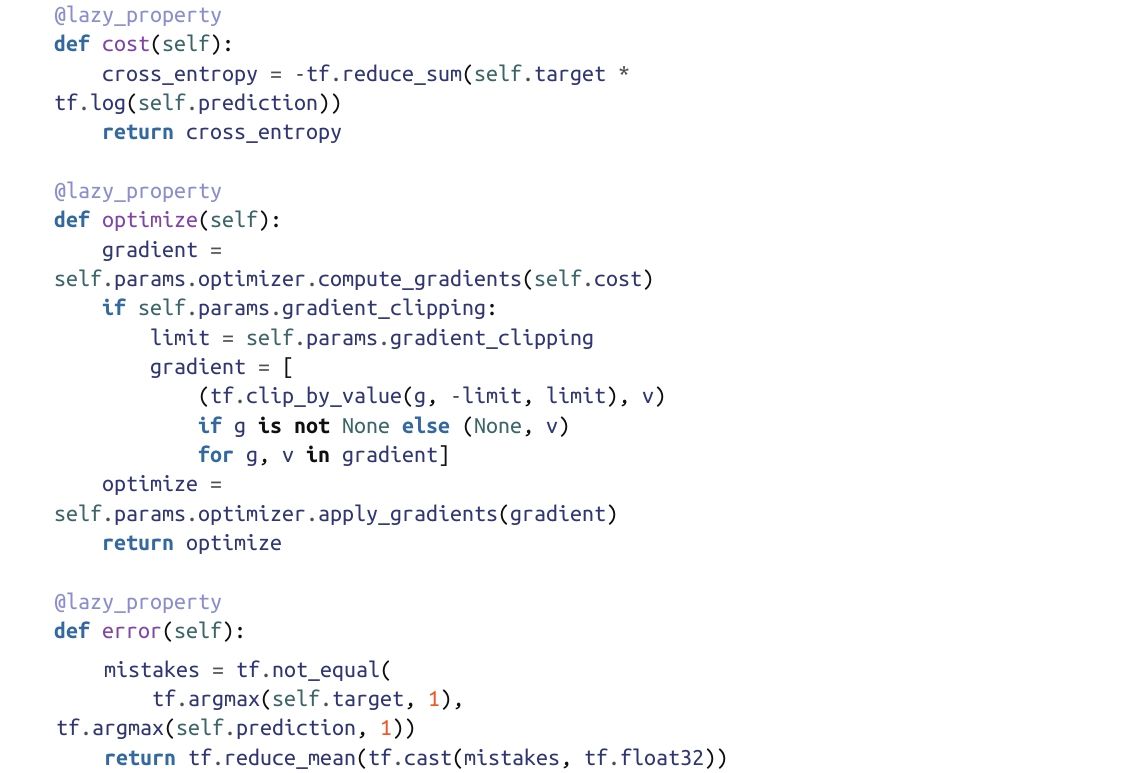 @lazy_property
def cost(self):
    cross_entropy = -tf.reduce_sum(self.target *
tf.log(self.prediction))
    return cross_entropy

@lazy_property
def optimize(self):
    gradient =
self.params.optimizer.compute_gradients(self.cost)
    if self.params.gradient_clipping:
        limit = self.params.gradient_clipping
        gradient = [
            (tf.clip_by_value(g, -limit, limit), v)
            if g is not None else (None, v)
            for g, v in gradient]
    optimize =
self.params.optimizer.apply_gradients(gradient)
    return optimize

@lazy_property
def error(self):
    mistakes = tf.not_equal(
        tf.argmax(self.target, 1),
tf.argmax(self.prediction, 1))
    return tf.reduce_mean(tf.cast(mistakes, tf.float32))